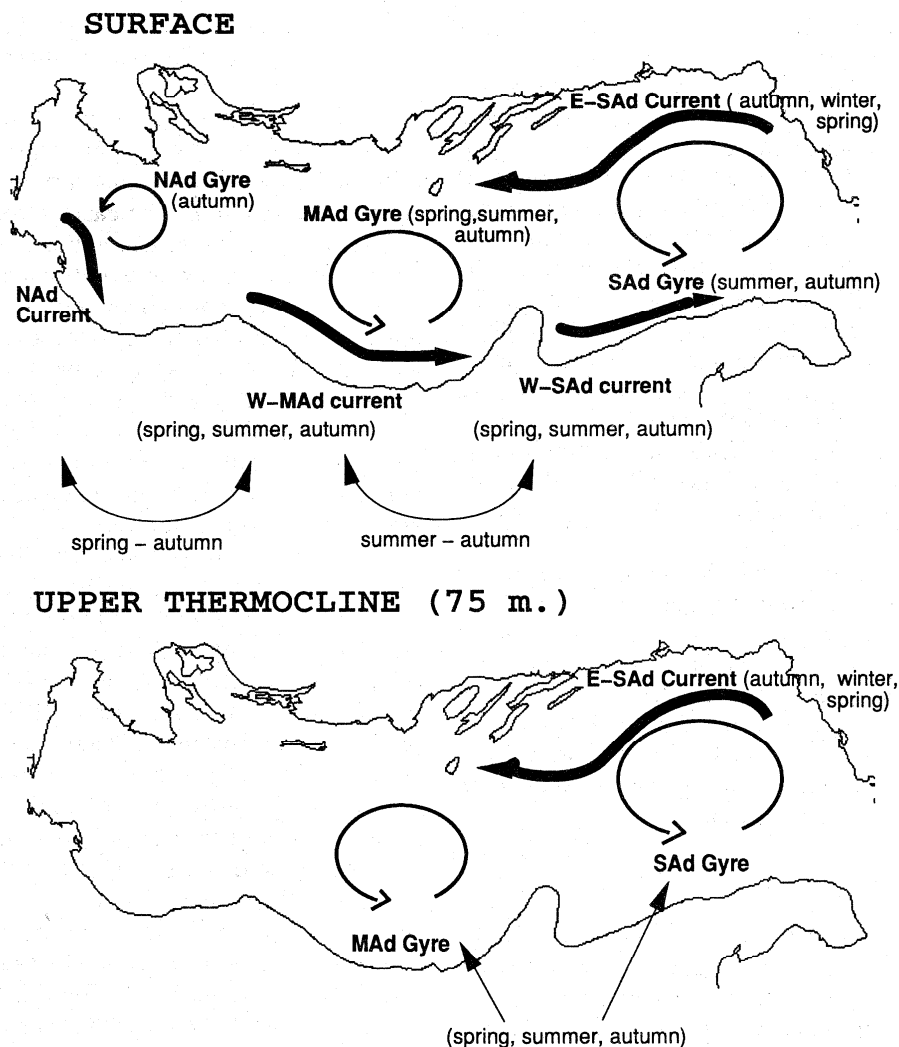 SURFACE
E–SAd Current ( autumn, winter,
spring)
NAd Gyre
(autumn)
MAd Gyre (spring,summer,
autumn)
SAd Gyre (summer, autumn)
NAd
Current
W–MAd current
(spring, summer, autumn)
W–SAd current
(spring, summer, autumn)
spring – autumn
summer – autumn
UPPER THERMOCLINE (75 m.)
E–SAd Current (autumn, winter,
spring)
SAd Gyre
MAd Gyre
(spring, summer, autumn)